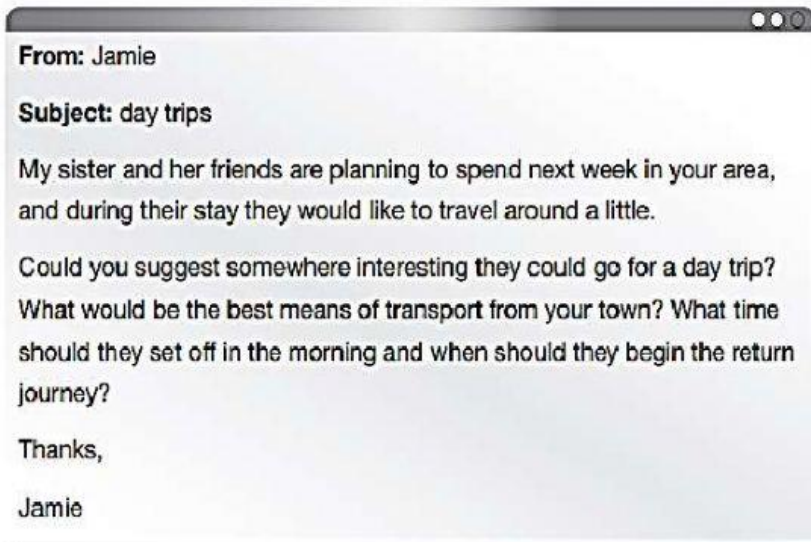 From: Jamie
Subject: day trips
My sister and her friends are planning to spend next week in your area,
and during their stay they would like to travel around a little.
Could you suggest somewhere interesting they could go for a day trip?
What would be the best means of transport from your town? What time
should they set off in the morning and when should they begin the return
journey?
Thanks,
Jamie